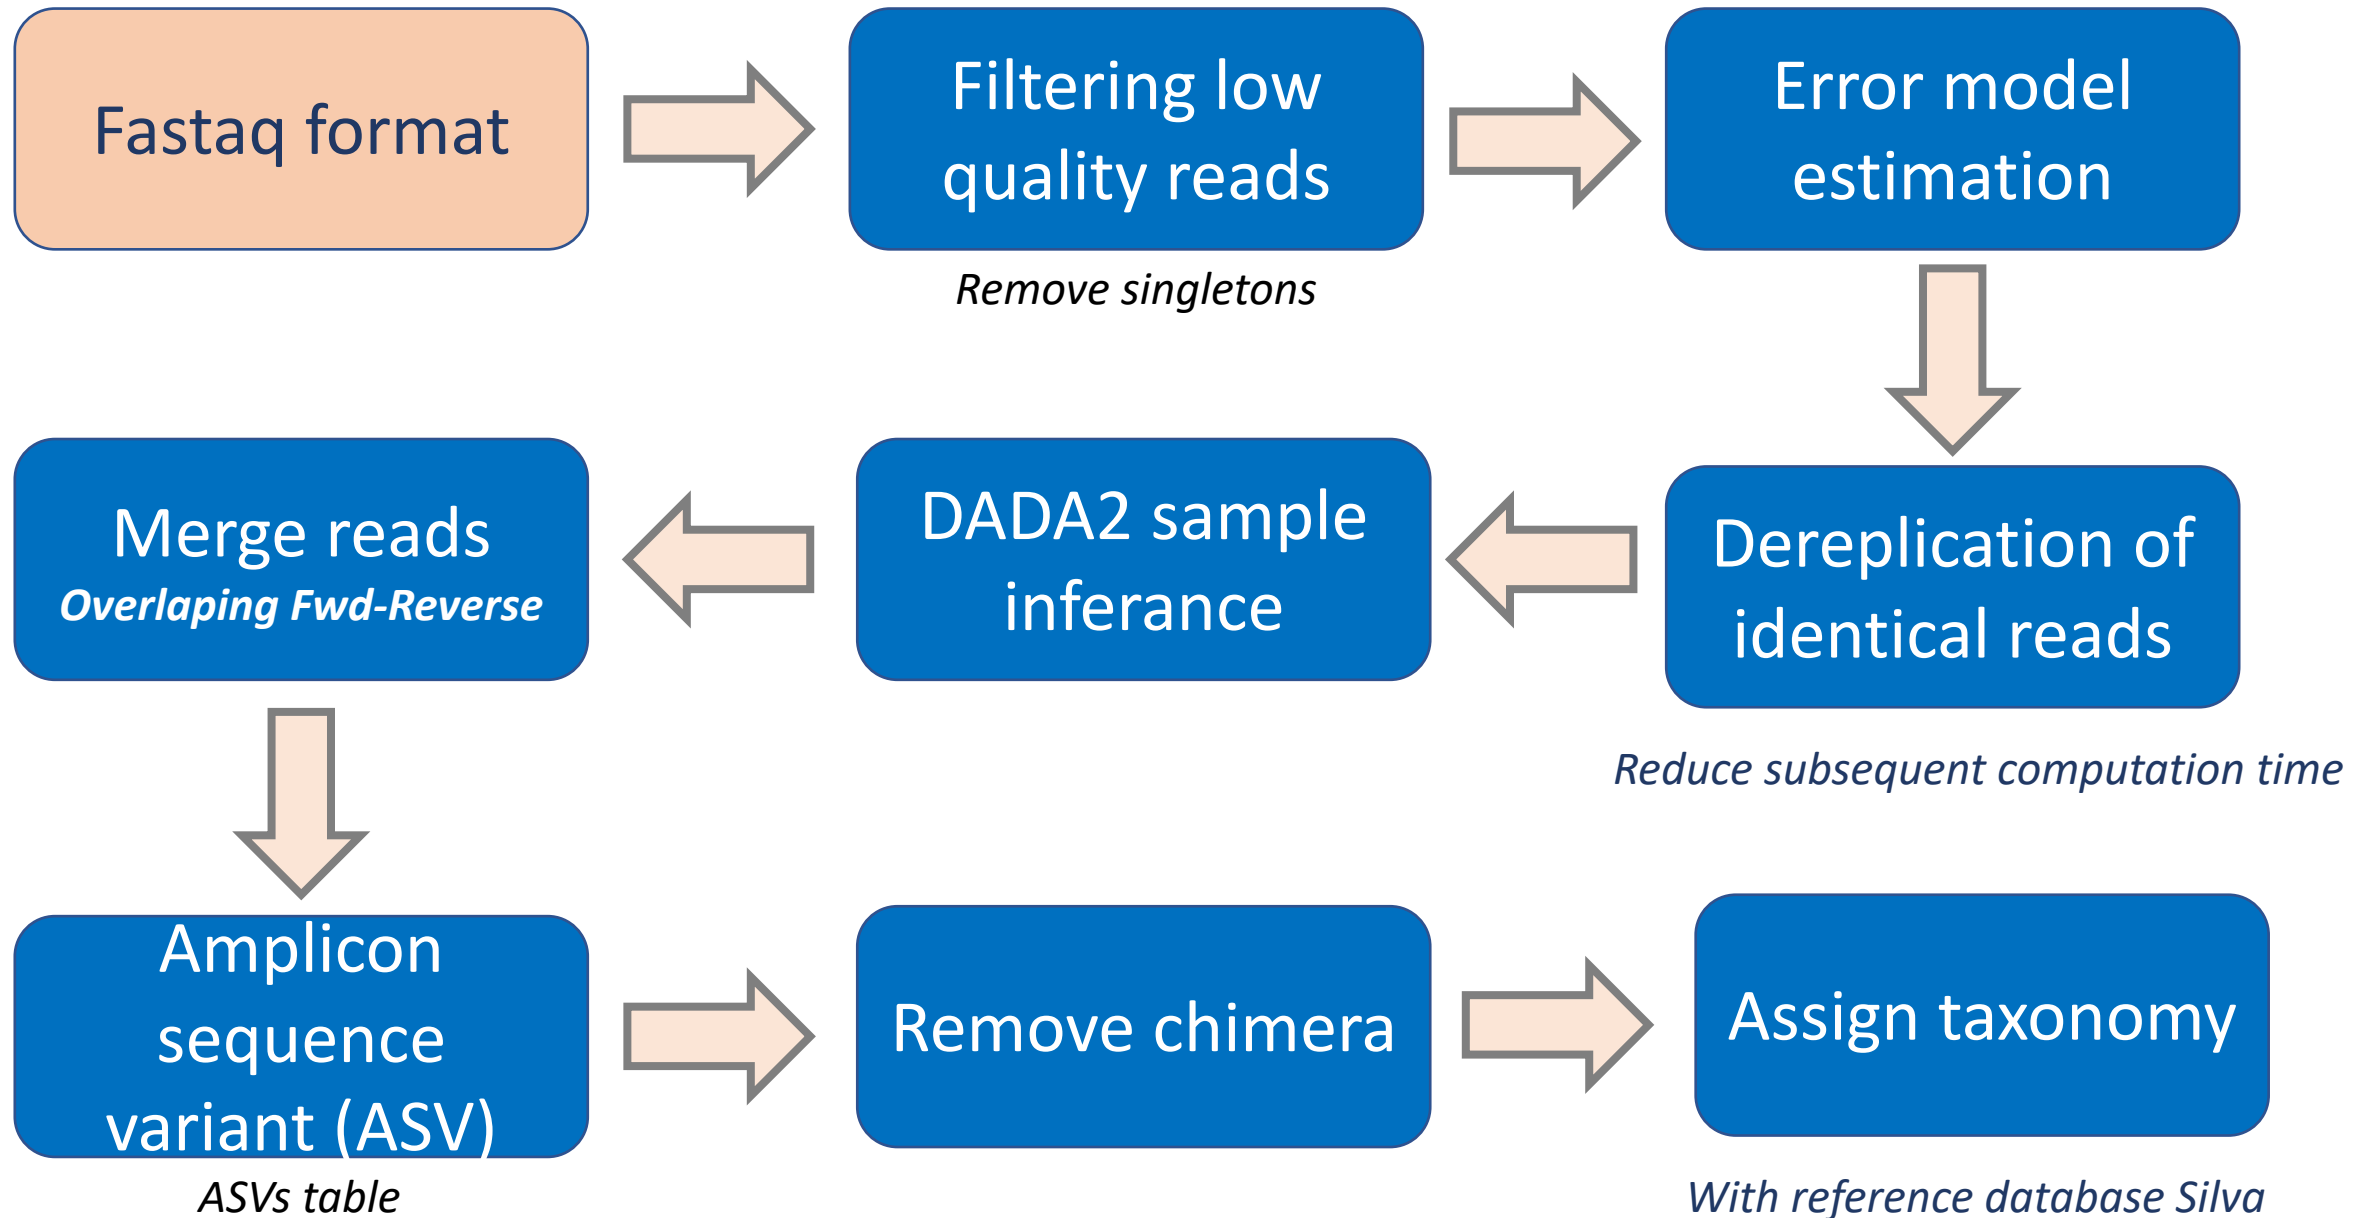 Fastaq format
Filtering low
quality reads
Remove singletons
Error model
estimation
Dereplication of
identical reads
Reduce subsequent computation time
DADA2 sample
inferance
Merge reads
Overlaping Fwd-Reverse
Amplicon
sequence
variant (ASV)
ASVs table
Remove chimera
Assign taxonomy
With reference database Silva